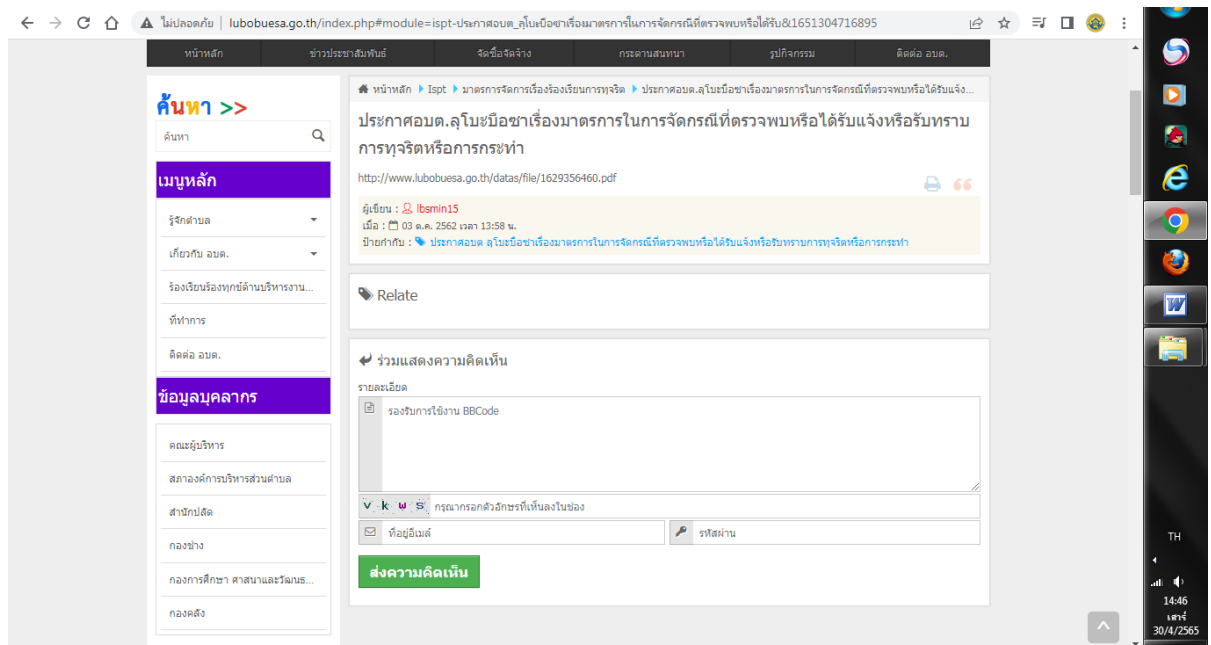 ไม่ปลอดภัย | lubobuesa.go.th/index.php#module=ispt-ประกาศอบต_ลุโบะบือซาเรื่องมาตรการในการจัดกรณีที่ตรวจพบหรือได้รับ&1651304716895
หน้าหลัก ข่าวประชาสัมพันธ์ จัดซื้อจัดจ้าง กระดานสนทนา รูปกิจกรรม ติดต่อ อบต.
ค้นหา >>
ค้นหา
เมนูหลัก
รู้จักตำบล
เกี่ยวกับ อบต.
ร้องเรียนร้องทุกข์ด้านบริหารงาน...
ที่ทำการ
ติดต่อ อบต.
ข้อมูลบุคลากร
คณะผู้บริหาร
สภาองค์การบริหารส่วนตำบล
สำนักปลัด
กองช่าง
กองการศึกษา ศาสนาและวัฒนธ...
กองคลัง
หน้าหลัก Ispt มาตรการจัดการเรื่องร้องเรียนการทุจริต ประกาศอบต.ลุโบะบือซาเรื่องมาตรการในการจัดกรณีที่ตรวจพบหรือได้รับแจ้ง...
ประกาศอบต.ลุโบะบือซาเรื่องมาตรการในการจัดกรณีที่ตรวจพบหรือได้รับแจ้งหรือรับทราบ
การทุจริตหรือการกระทำ
http://www.lubobuesa.go.th/datas/file/1629356460.pdf
ผู้เขียน : lbsmin15
เมื่อ : 03 ต.ค. 2562 เวลา 13:58 น.
ป้ายกำกับ : ประกาศอบต ลุโบะบือซาเรื่องมาตรการในการจัดกรณีที่ตรวจพบหรือได้รับแจ้งหรือรับทราบการทุจริตหรือการกระทำ
Relate
ร่วมแสดงความคิดเห็น
รายละเอียด
รองรับการใช้งาน BBCode
v k w s กรุณากรอกตัวอักษรที่เห็นลงในช่อง
ที่อยู่อีเมล์ รหัสผ่าน
ส่งความคิดเห็น
TH
14:46
เสาร์
30/4/2565